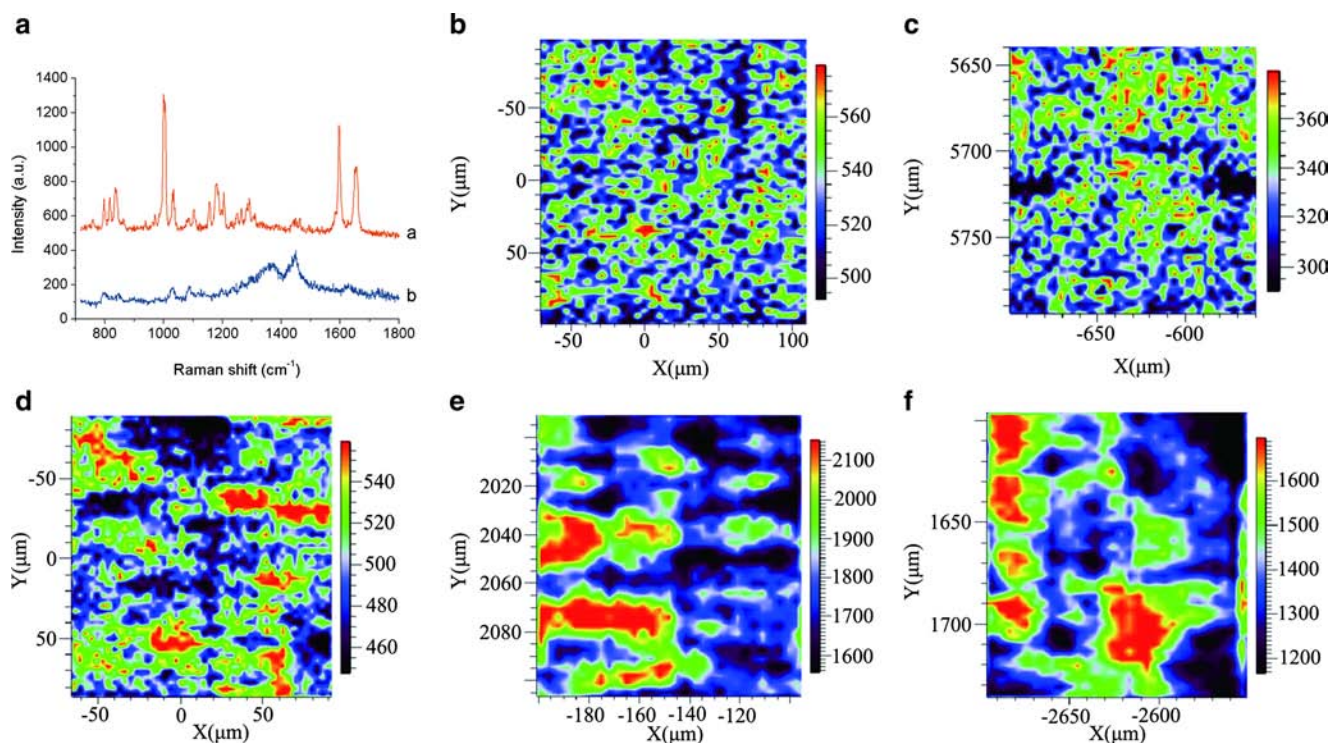 a
1400
1200
1000
800
600
400
200
0
Intensity (a.u.)
a
b
800 1000 1200 1400 1600 1800
Raman shift (cm-1)
b
-50
0
50
Y(μm)
-50 0 50 100
X(μm)
560
540
520
500
c
5650
5700
5750
Y(μm)
-650 -600
X(μm)
360
350
340
330
320
310
300
290
d
-50
0
50
Y(μm)
-50 0 50
X(μm)
540
520
500
480
460
e
2020
2040
2060
2080
Y(μm)
-180 -160 -140 -120
X(μm)
2100
2000
1900
1800
1700
1600
f
1650
1700
Y(μm)
-2650 -2600
X(μm)
1600
1500
1400
1300
1200